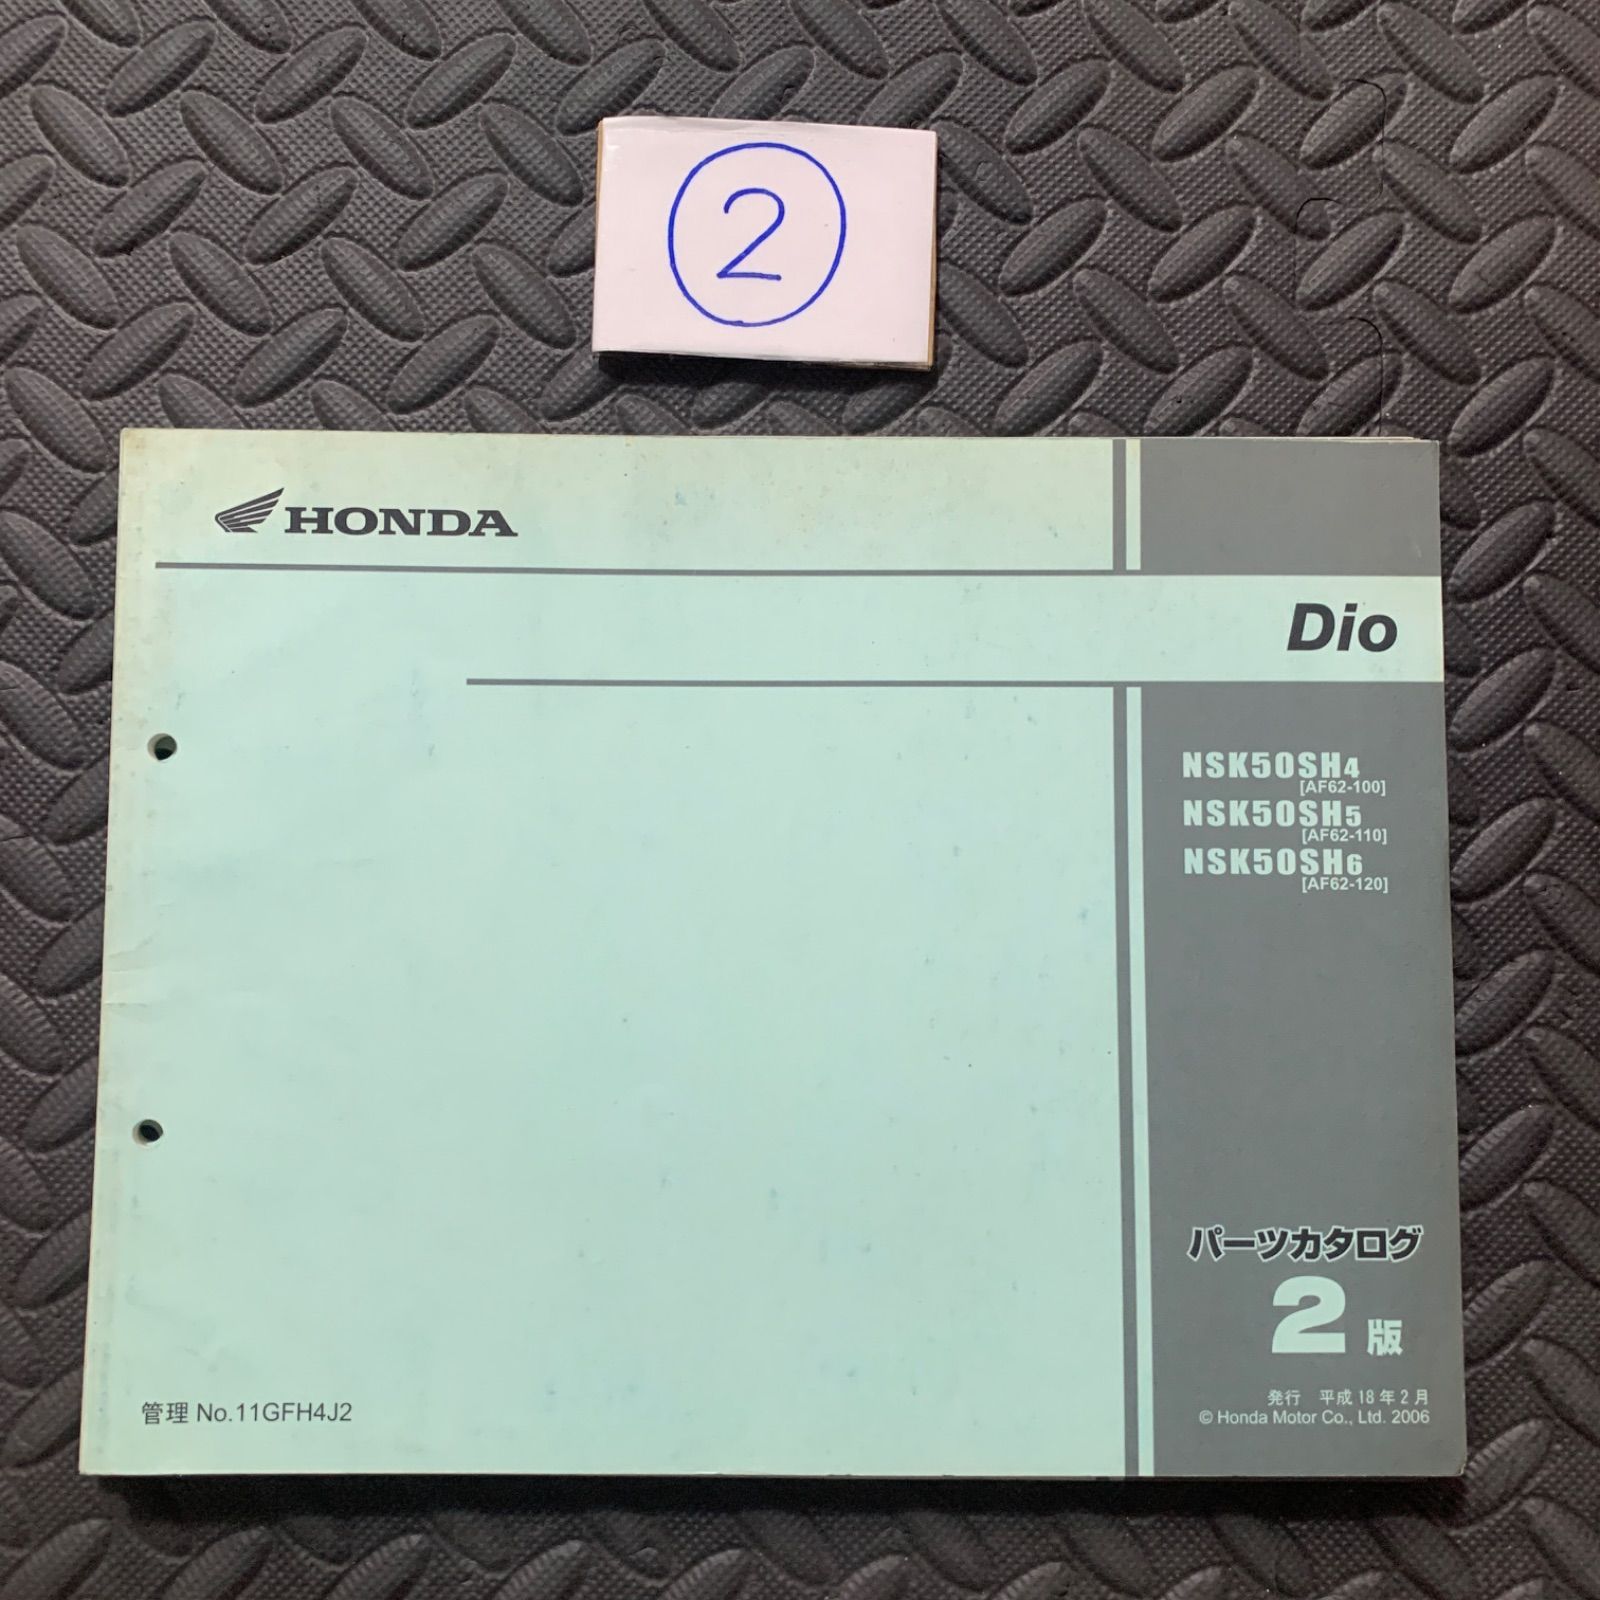 ②
HONDA
Dio
NSK50SH4
[AF62-100]
NSK50SH5
[AF62-110]
NSK50SH6
[AF62-120]
パーツカタログ
2版
発行 平成18年2月
© Honda Motor Co., Ltd. 2006
管理 No.11GFH4J2